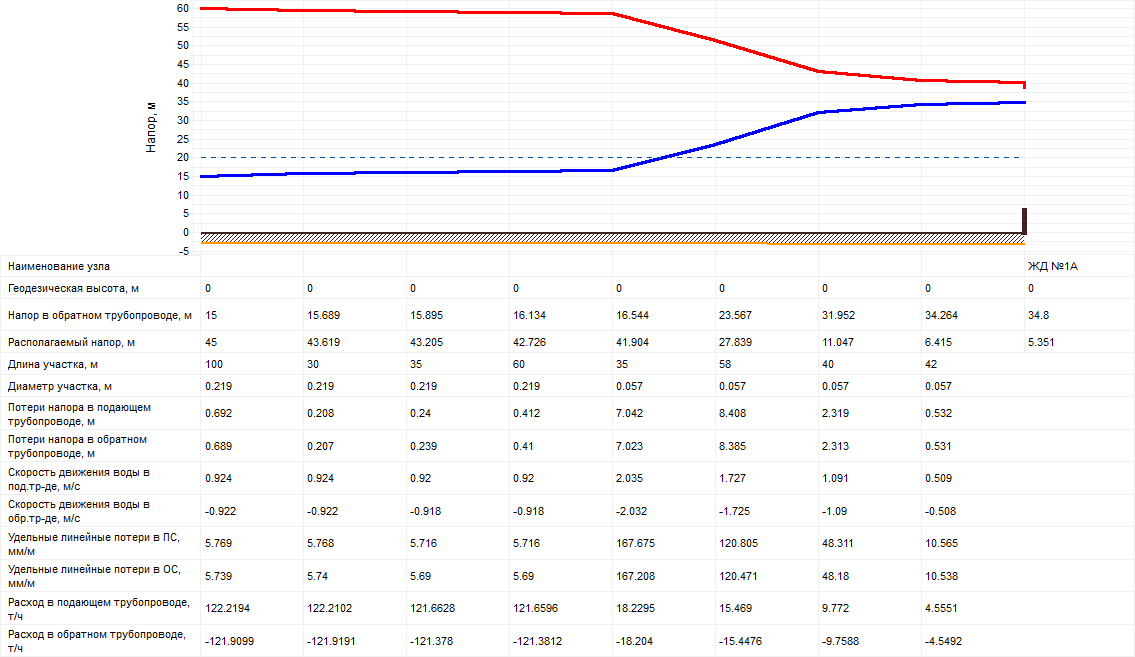 60
55
50
45
40
35
30
25
20
15
10
5
0
-5
Напор, м
Наименование узла ЖД №1А
Геодезическая высота, м 0 0 0 0 0 0 0 0 0
Напор в обратном трубопроводе, м 15 15.689 15.895 16.134 16.544 23.567 31.952 34.264 34.8
Располагаемый напор, м 45 43.619 43.205 42.726 41.904 27.839 11.047 6.415 5.351
Длина участка, м 100 30 35 60 35 58 40 42
Диаметр участка, м 0.219 0.219 0.219 0.219 0.057 0.057 0.057 0.057
Потери напора в подающем
трубопроводе, м 0.692 0.208 0.24 0.412 7.042 8.408 2.319 0.532
Потери напора в обратном
трубопроводе, м 0.689 0.207 0.239 0.41 7.023 8.385 2.313 0.531
Скорость движения воды в
под.тр-де, м/с 0.924 0.924 0.92 0.92 2.035 1.727 1.091 0.509
Скорость движения воды в
обр.тр-де, м/с -0.922 -0.922 -0.918 -0.918 -2.032 -1.725 -1.09 -0.508
Удельные линейные потери в ПС,
мм/м 5.769 5.768 5.716 5.716 167.675 120.805 48.311 10.565
Удельные линейные потери в ОС,
мм/м 5.739 5.74 5.69 5.69 167.208 120.471 48.18 10.538
Расход в подающем трубопроводе,
т/ч 122.2194 122.2102 121.6628 121.6596 18.2295 15.469 9.772 4.5551
Расход в обратном трубопроводе,
т/ч -121.9099 -121.9191 -121.378 -121.3812 -18.204 -15.4476 -9.7588 -4.5492